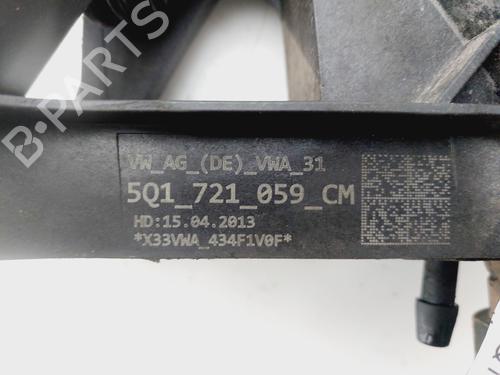 B-PARTS
VW_AG_(DE)_VWA_31
5Q1_721_059_CM
HD:15.04.2013
*X33VWA_434F1V0F*